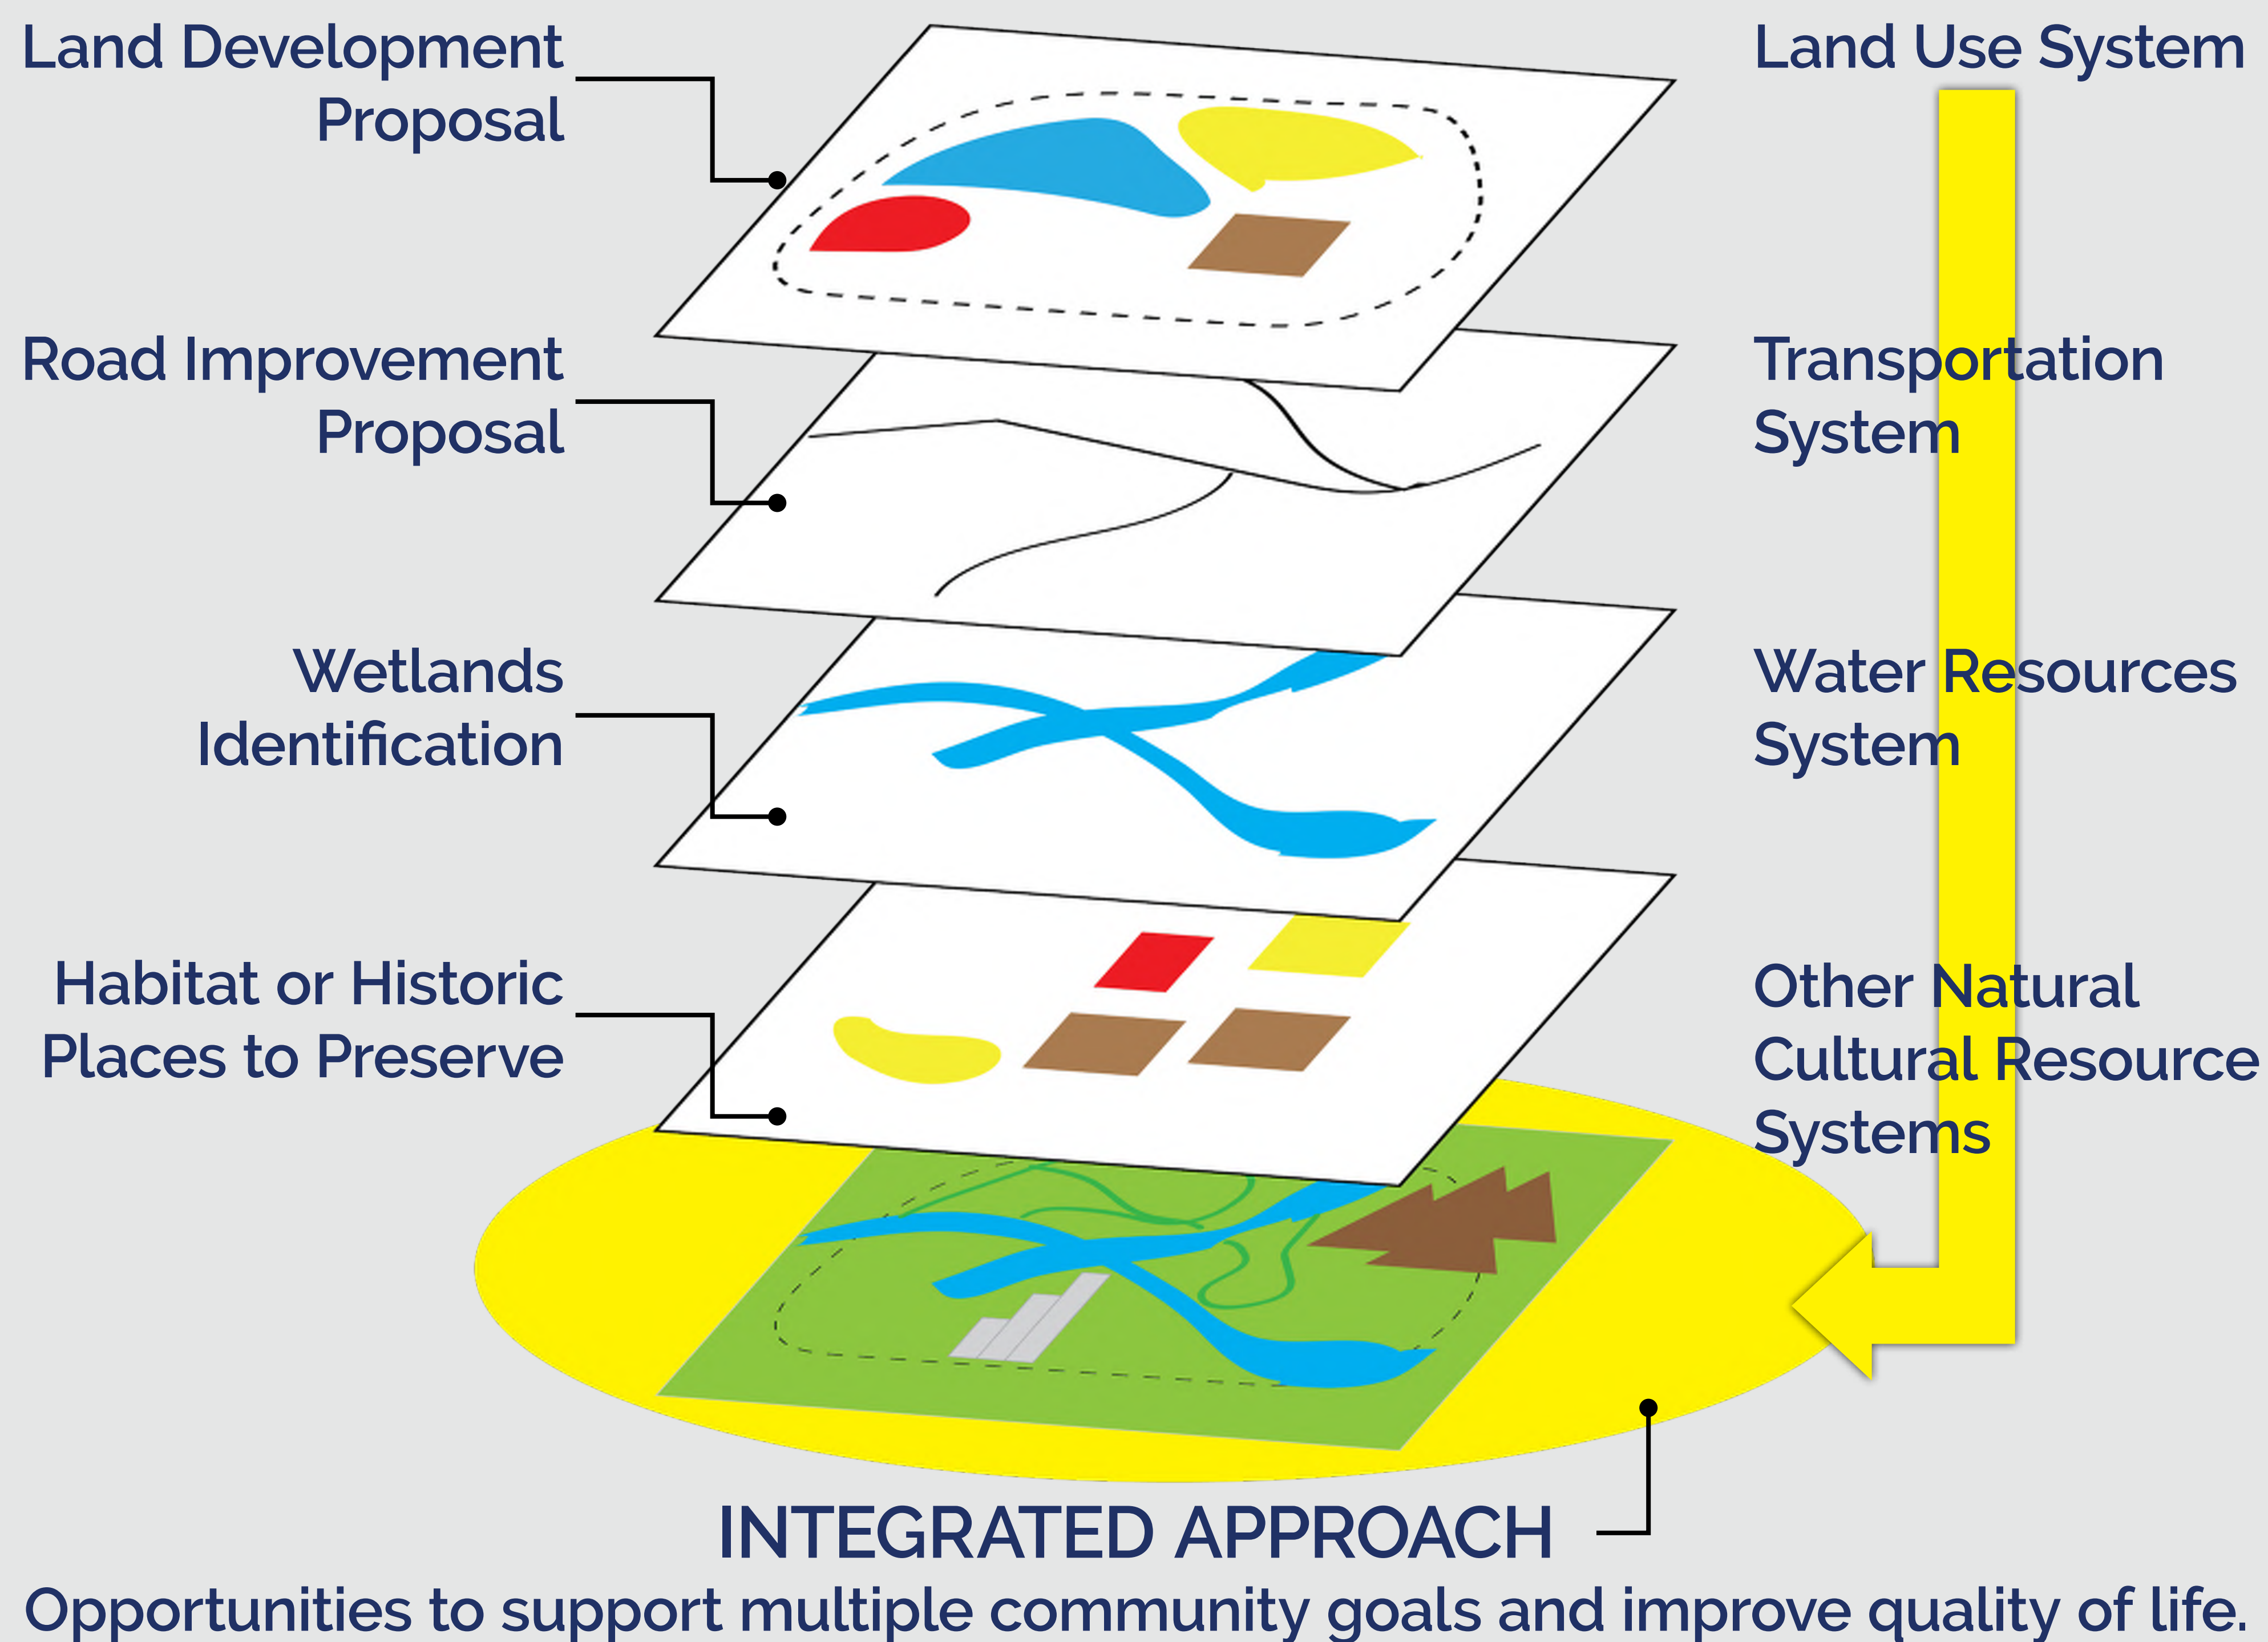 Land Development
Proposal
Land Use System
Road Improvement
Proposal
Transportation
System
Wetlands
Identification
Water Resources
System
Habitat or Historic
Places to Preserve
Other Natural
Cultural Resource
Systems
INTEGRATED APPROACH
Opportunities to support multiple community goals and improve quality of life.